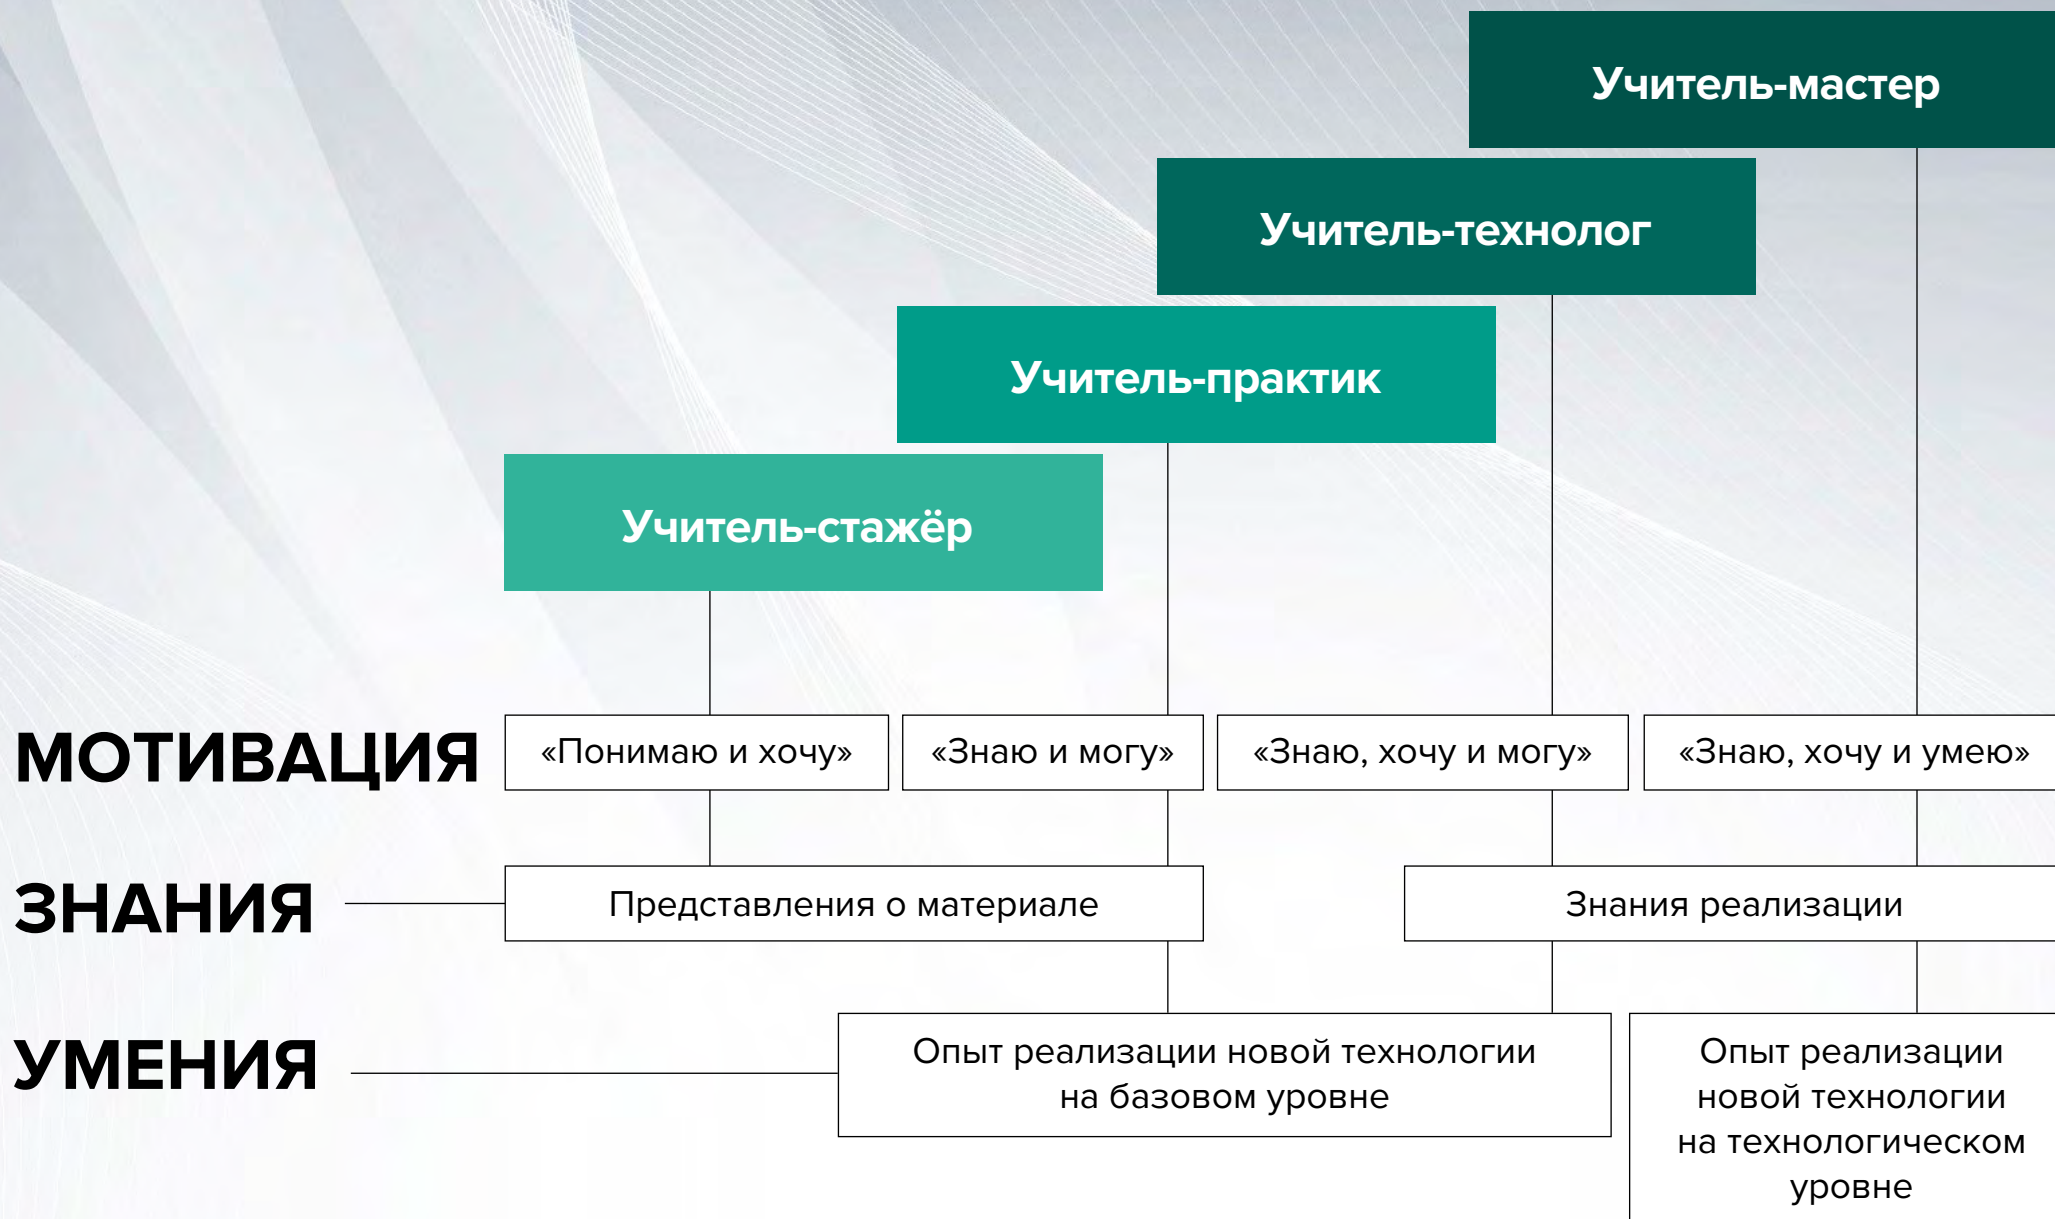 Учитель-мастер
Учитель-технолог
Учитель-практик
Учитель-стажёр
МОТИВАЦИЯ
«Понимаю и хочу»
«Знаю и могу»
«Знаю, хочу и могу»
«Знаю, хочу и умею»
ЗНАНИЯ
Представления о материале
Знания реализации
УМЕНИЯ
Опыт реализации новой технологии
на базовом уровне
Опыт реализации
новой технологии
на технологическом
уровне